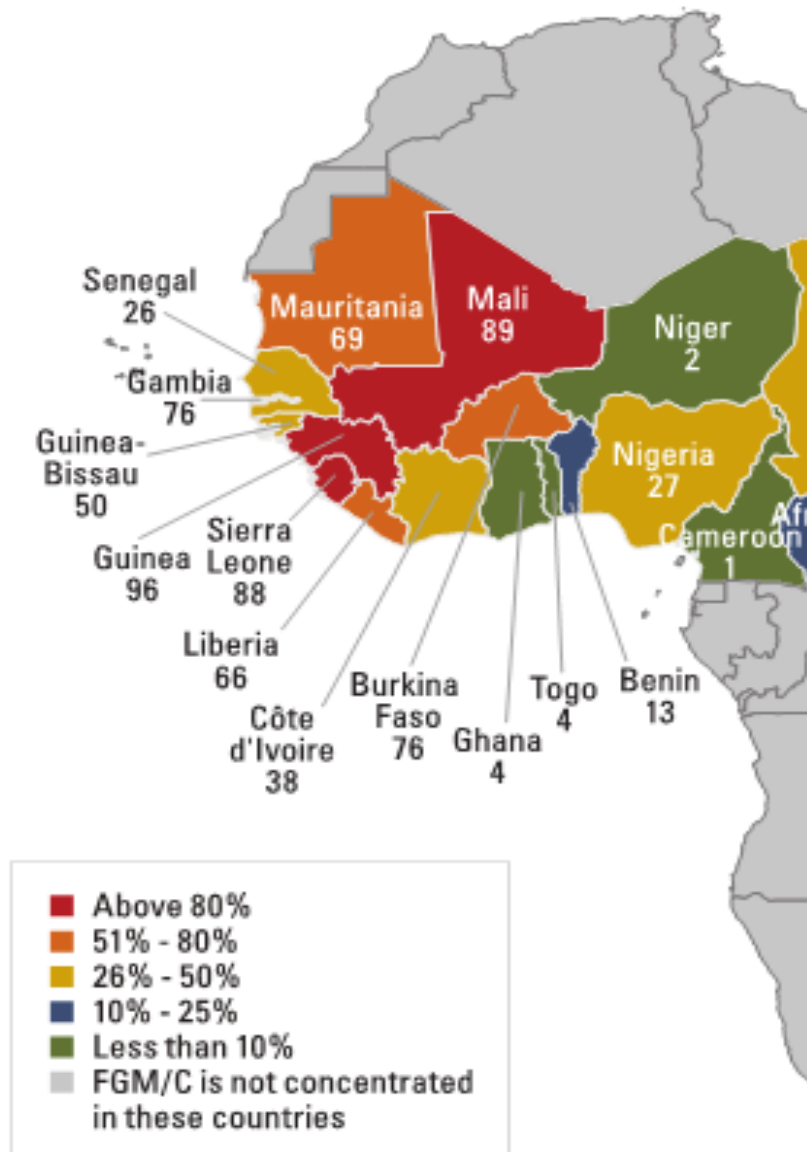 Senegal
26
Mauritania
69
Mali
89
Niger
2
Gambia
76
Guinea-
Bissau
50
Nigeria
27
Guinea
96
Sierra
Leone
88
Cameroon
1
Liberia
66
Côte
d'Ivoire
38
Burkina
Faso
76
Ghana
4
Togo
4
Benin
13
Above 80%
51% - 80%
26% - 50%
10% - 25%
Less than 10%
FGM/C is not concentrated
in these countries